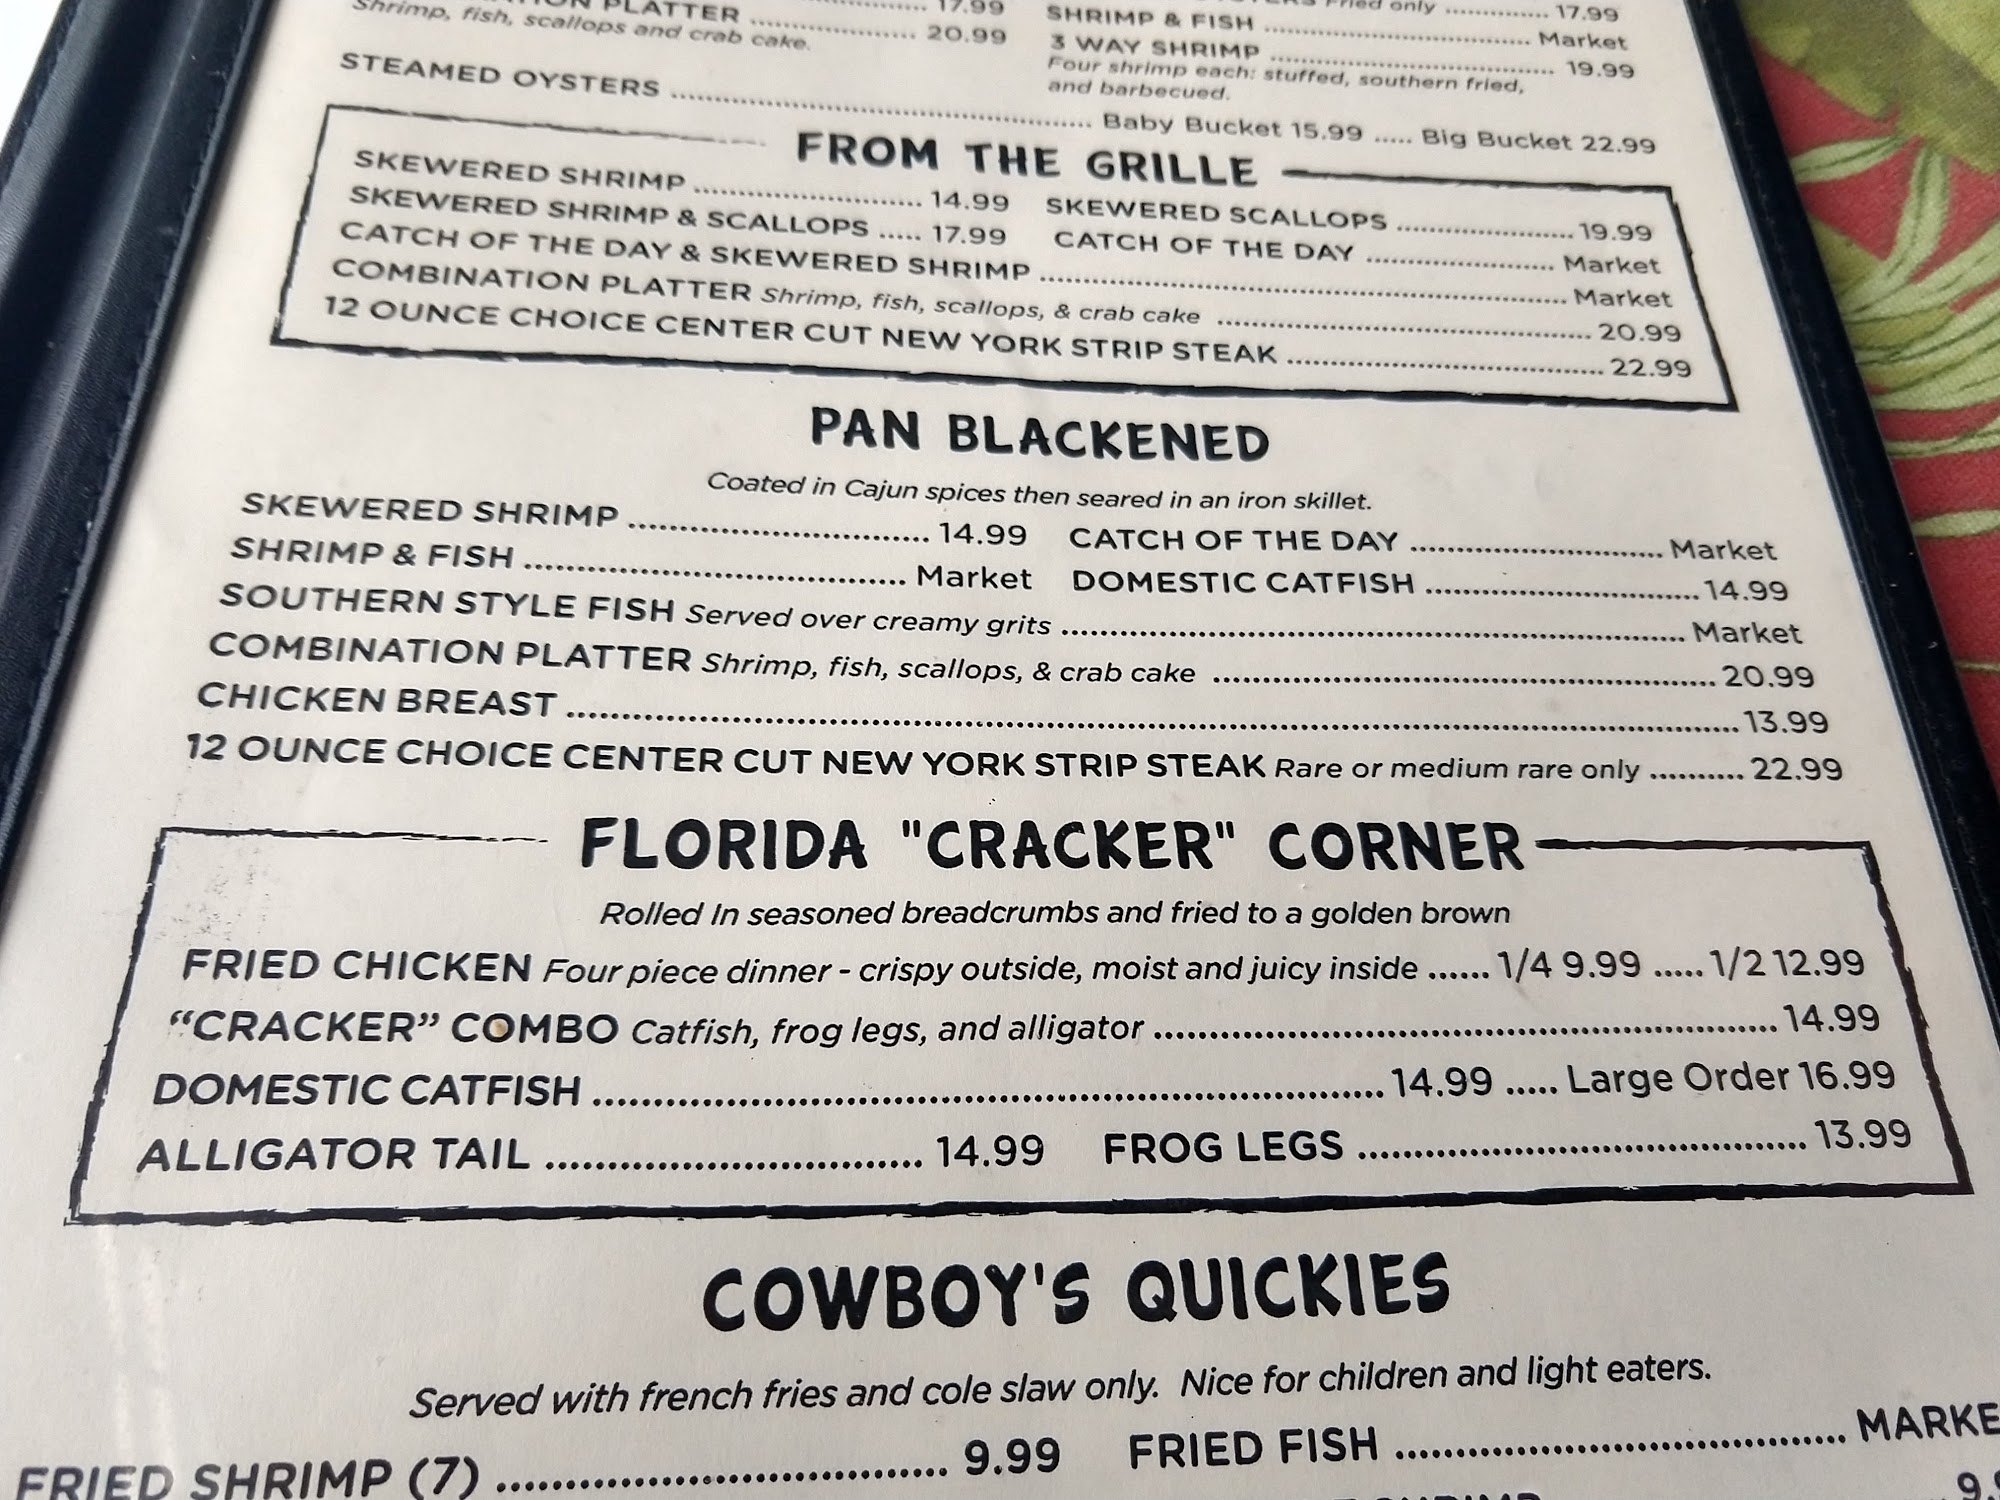 PLATTER ........ 20.99
Shrimp, fish, scallops and crab cake.
17.99
Fried only ........ 17.99
SHRIMP & FISH ........ Market
3 WAY SHRIMP ........ 19.99
Four shrimp each: stuffed, southern fried,
and barbecued.
STEAMED OYSTERS ........ Baby Bucket 15.99 ..... Big Bucket 22.99
FROM THE GRILLE
SKEWERED SHRIMP ........ 14.99 SKEWERED SCALLOPS ........ 19.99
SKEWERED SHRIMP & SCALLOPS ..... 17.99 CATCH OF THE DAY ........ Market
CATCH OF THE DAY & SKEWERED SHRIMP ........ Market
COMBINATION PLATTER Shrimp, fish, scallops, & crab cake ........ 20.99
12 OUNCE CHOICE CENTER CUT NEW YORK STRIP STEAK ........ 22.99
PAN BLACKENED
Coated in Cajun spices then seared in an iron skillet.
SKEWERED SHRIMP ........ 14.99 CATCH OF THE DAY ........ Market
SHRIMP & FISH ........ Market DOMESTIC CATFISH ........ 14.99
SOUTHERN STYLE FISH Served over creamy grits ........ Market
COMBINATION PLATTER Shrimp, fish, scallops, & crab cake ........ 20.99
CHICKEN BREAST ........ 13.99
12 OUNCE CHOICE CENTER CUT NEW YORK STRIP STEAK Rare or medium rare only .......... 22.99
FLORIDA "CRACKER" CORNER
Rolled In seasoned breadcrumbs and fried to a golden brown
FRIED CHICKEN Four piece dinner - crispy outside, moist and juicy inside ...... 1/4 9.99 ..... 1/2 12.99
“CRACKER” COMBO Catfish, frog legs, and alligator ........ 14.99
DOMESTIC CATFISH ........ 14.99 ..... Large Order 16.99
ALLIGATOR TAIL ........ 14.99 FROG LEGS ........ 13.99
COWBOY'S QUICKIES
Served with french fries and cole slaw only. Nice for children and light eaters.
FRIED SHRIMP (7) ........ 9.99 FRIED FISH ........ MARKE